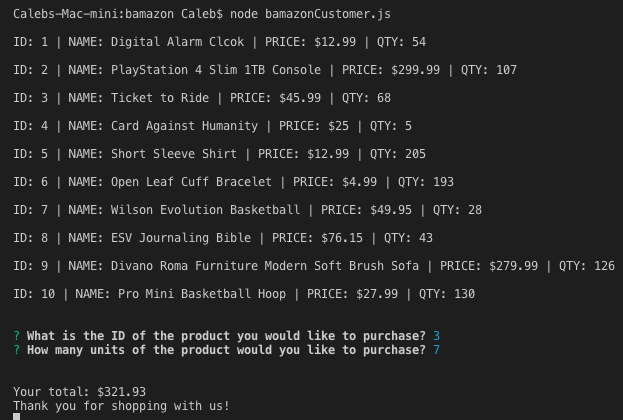 Calebs-Mac-mini:bamazon Caleb$ node bamazonCustomer.js
ID: 1 | NAME: Digital Alarm Clcok | PRICE: $12.99 | QTY: 54
ID: 2 | NAME: PlayStation 4 Slim 1TB Console | PRICE: $299.99 | QTY: 107
ID: 3 | NAME: Ticket to Ride | PRICE: $45.99 | QTY: 68
ID: 4 | NAME: Card Against Humanity | PRICE: $25 | QTY: 5
ID: 5 | NAME: Short Sleeve Shirt | PRICE: $12.99 | QTY: 205
ID: 6 | NAME: Open Leaf Cuff Bracelet | PRICE: $4.99 | QTY: 193
ID: 7 | NAME: Wilson Evolution Basketball | PRICE: $49.95 | QTY: 28
ID: 8 | NAME: ESV Journaling Bible | PRICE: $76.15 | QTY: 43
ID: 9 | NAME: Divano Roma Furniture Modern Soft Brush Sofa | PRICE: $279.99 | QTY: 126
ID: 10 | NAME: Pro Mini Basketball Hoop | PRICE: $27.99 | QTY: 130
? What is the ID of the product you would like to purchase? 3
? How many units of the product would you like to purchase? 7
Your total: $321.93
Thank you for shopping with us!